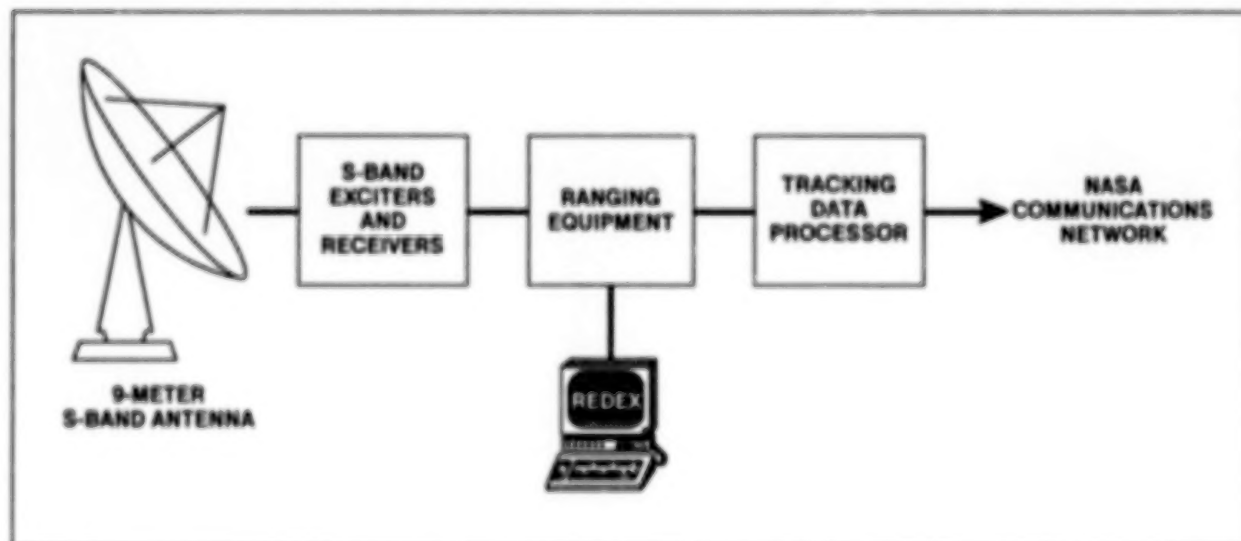 9-METER
S-BAND ANTENNA
S-BAND
EXCITERS
AND
RECEIVERS
RANGING
EQUIPMENT
REDEX
TRACKING
DATA
PROCESSOR
NASA
COMMUNICATIONS
NETWORK